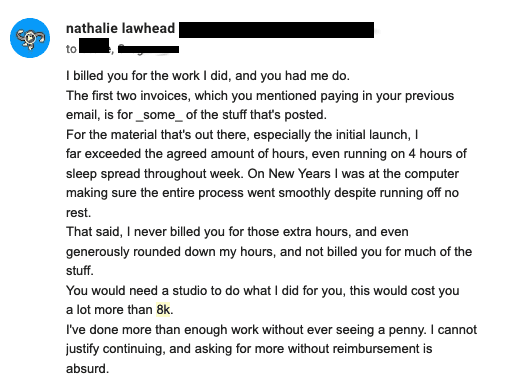 nathalie lawhead
to
I billed you for the work I did, and you had me do.
The first two invoices, which you mentioned paying in your previous
email, is for _some_ of the stuff that's posted.
For the material that's out there, especially the initial launch, I
far exceeded the agreed amount of hours, even running on 4 hours of
sleep spread throughout week. On New Years I was at the computer
making sure the entire process went smoothly despite running off no
rest.
That said, I never billed you for those extra hours, and even
generously rounded down my hours, and not billed you for much of the
stuff.
You would need a studio to do what I did for you, this would cost you
a lot more than 8k.
I've done more than enough work without ever seeing a penny. I cannot
justify continuing, and asking for more without reimbursement is
absurd.